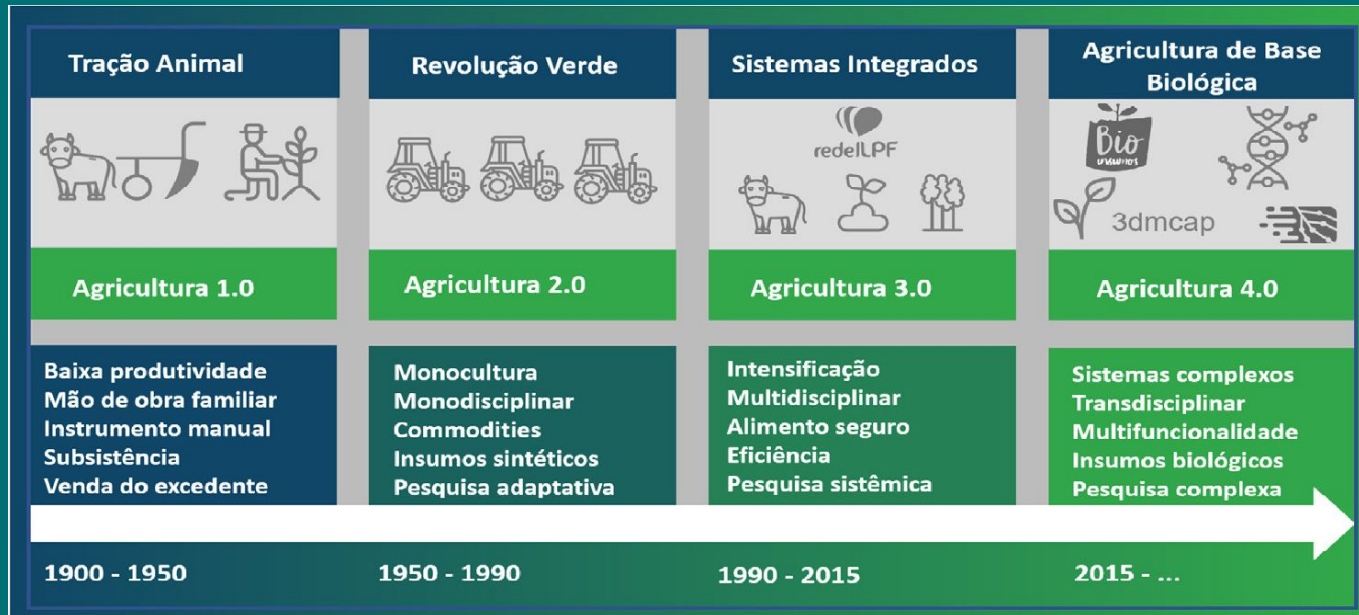 Tração Animal
Revolução Verde
Sistemas Integrados
Agricultura de Base
Biológica
redeILPF
Bio
insumos
3dmcap
Agricultura 1.0
Agricultura 2.0
Agricultura 3.0
Agricultura 4.0
Baixa produtividade
Mão de obra familiar
Instrumento manual
Subsistência
Venda do excedente
Monocultura
Monodisciplinar
Commodities
Insumos sintéticos
Pesquisa adaptativa
Intensificação
Multidisciplinar
Alimento seguro
Eficiência
Pesquisa sistêmica
Sistemas complexos
Transdisciplinar
Multifuncionalidade
Insumos biológicos
Pesquisa complexa
1900 - 1950
1950 - 1990
1990 - 2015
2015 - ...